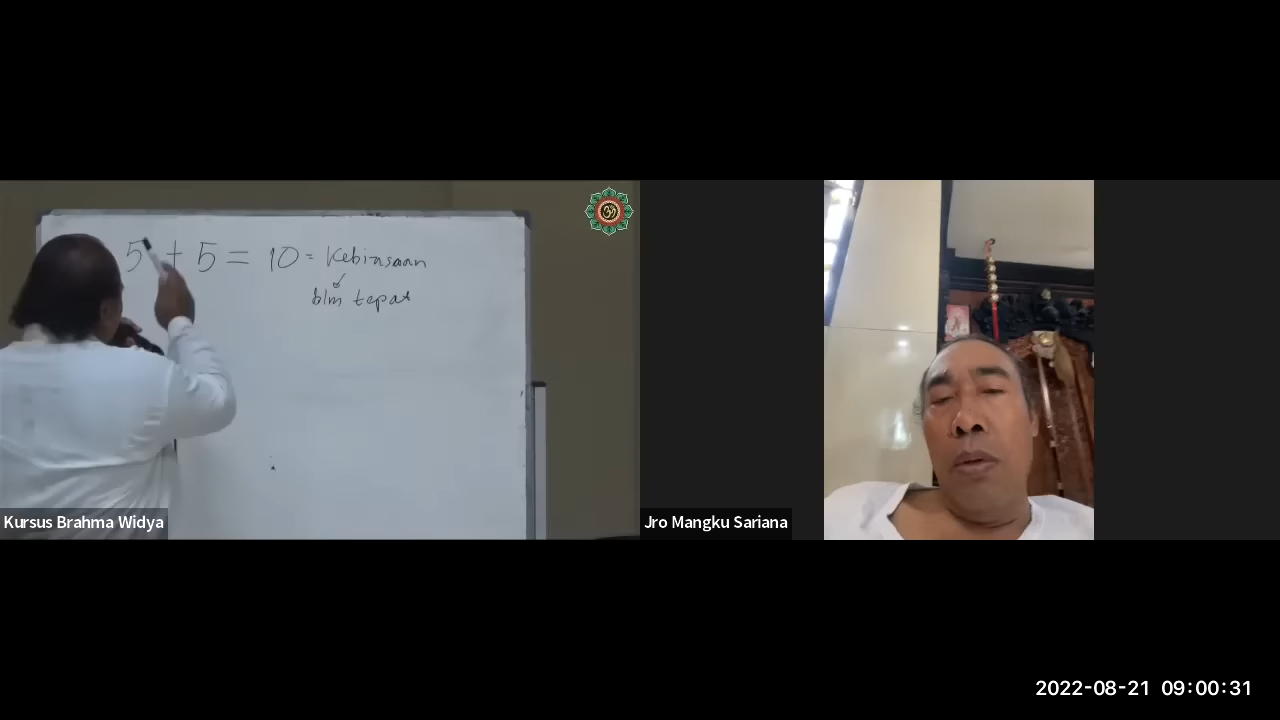 5 + 5 = 10 = Kebiasaan
blm tepat
Kursus Brahma Widya
Jro Mangku Sariana
2022-08-21 09:00:31